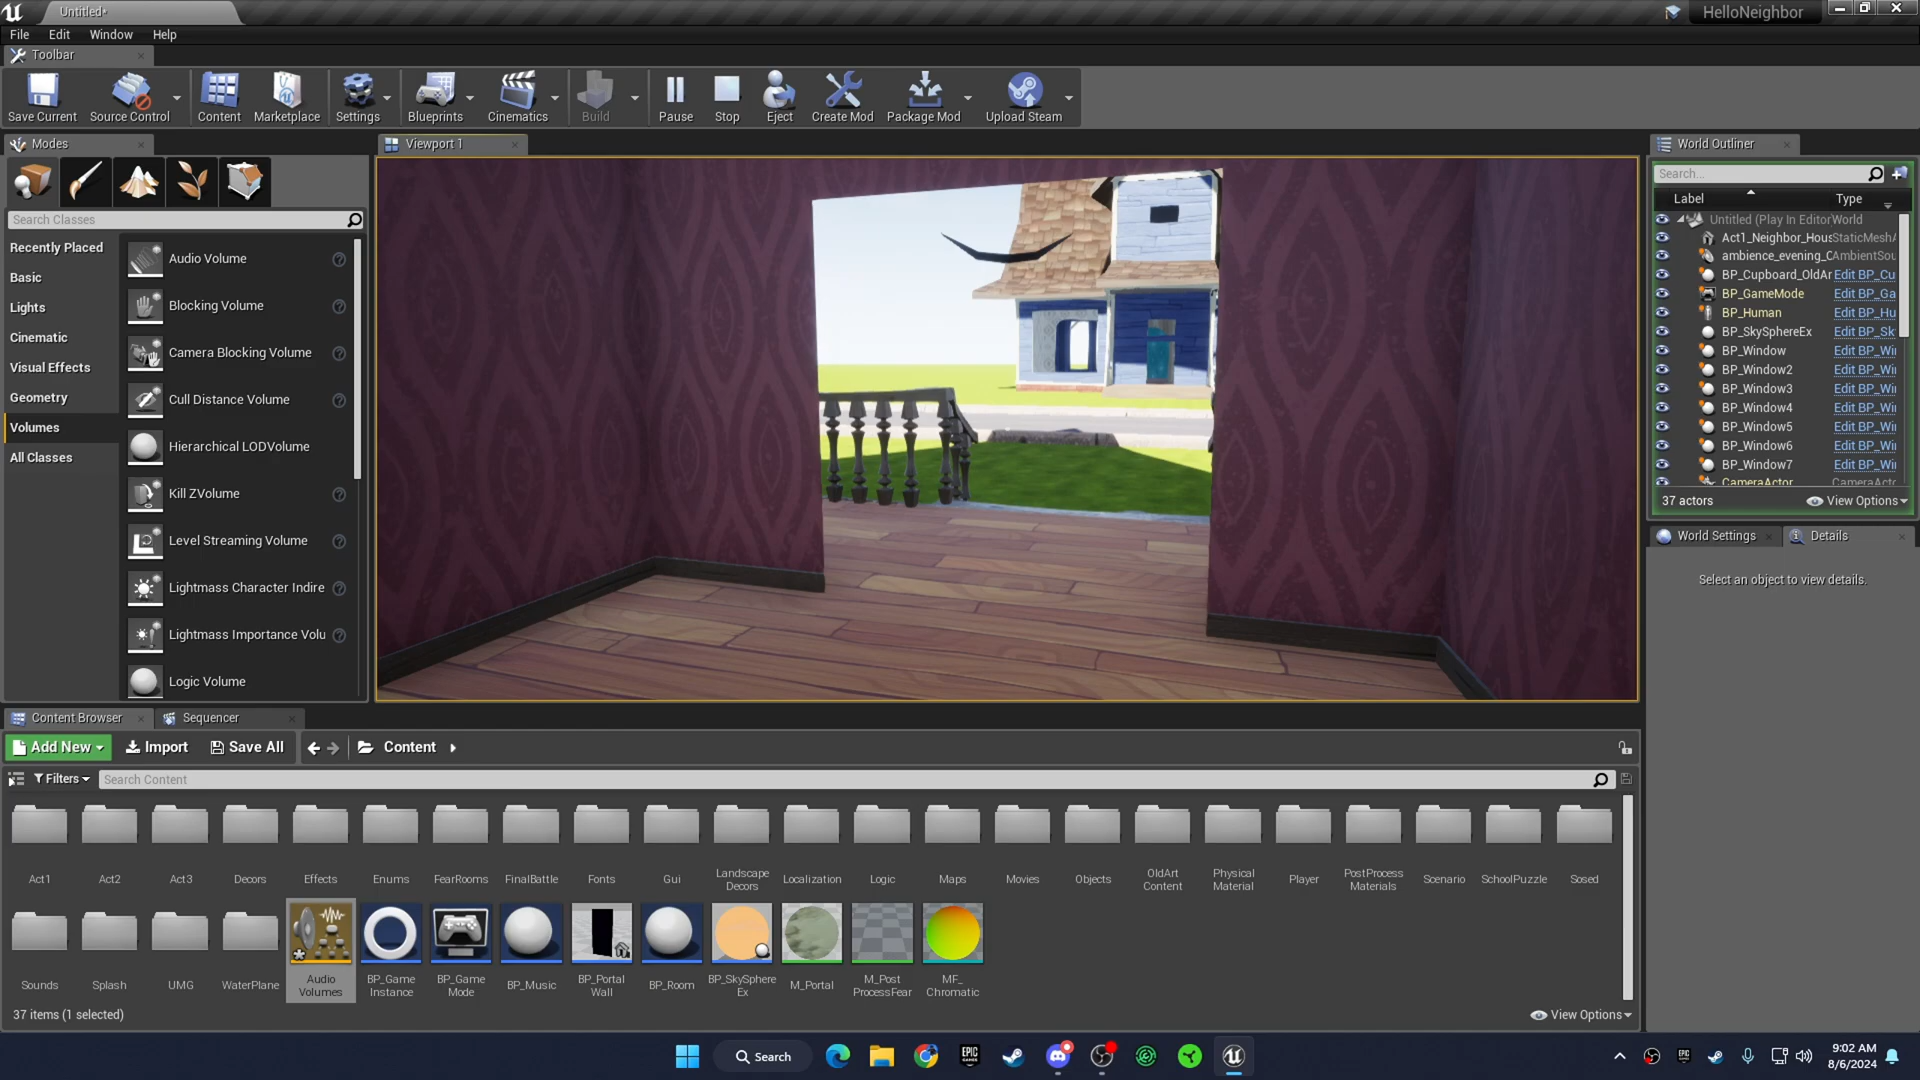 Untitled*
HelloNeighbor
File Edit Window Help
Toolbar
Save Current Source Control Content Marketplace Settings Blueprints Cinematics Build Pause Stop Eject Create Mod Package Mod Upload Steam
Modes
Viewport 1
World Outliner
Search Classes
Search...
Label Type
Recently Placed
Basic
Lights
Cinematic
Visual Effects
Geometry
Volumes
All Classes
Audio Volume
Blocking Volume
Camera Blocking Volume
Cull Distance Volume
Hierarchical LODVolume
Kill ZVolume
Level Streaming Volume
Lightmass Character Indire
Lightmass Importance Volu
Logic Volume
Untitled (Play In Editor World
Act1_Neighbor_Hous StaticMeshA
ambience_evening_C AmbientSou
BP_Cupboard_OldAr Edit BP_Cu
BP_GameMode Edit BP_Ga
BP_Human Edit BP_Hu
BP_SkySphereEx Edit BP_Sk
BP_Window Edit BP_Wi
BP_Window2 Edit BP_Wi
BP_Window3 Edit BP_Wi
BP_Window4 Edit BP_Wi
BP_Window5 Edit BP_Wi
BP_Window6 Edit BP_Wi
BP_Window7 Edit BP_Wi
CameraActor CameraActo
37 actors View Options
World Settings Details
Select an object to view details.
Content Browser Sequencer
Add New Import Save All Content
Filters Search Content
Act1 Act2 Act3 Decors Effects Enums FearRooms FinalBattle Fonts Gui Landscape Decors Localization Logic Maps Movies Objects OldArt Content Physical Material Player PostProcess Materials Scenario SchoolPuzzle Sosed
Sounds Splash UMG WaterPlane Audio Volumes BP_Game Instance BP_Game Mode BP_Music BP_Portal Wall BP_Room BP_SkySphere Ex M_Portal M_Post ProcessFear MF_ Chromatic
37 items (1 selected) View Options
Search
EPIC GAMES
9:02 AM
8/6/2024